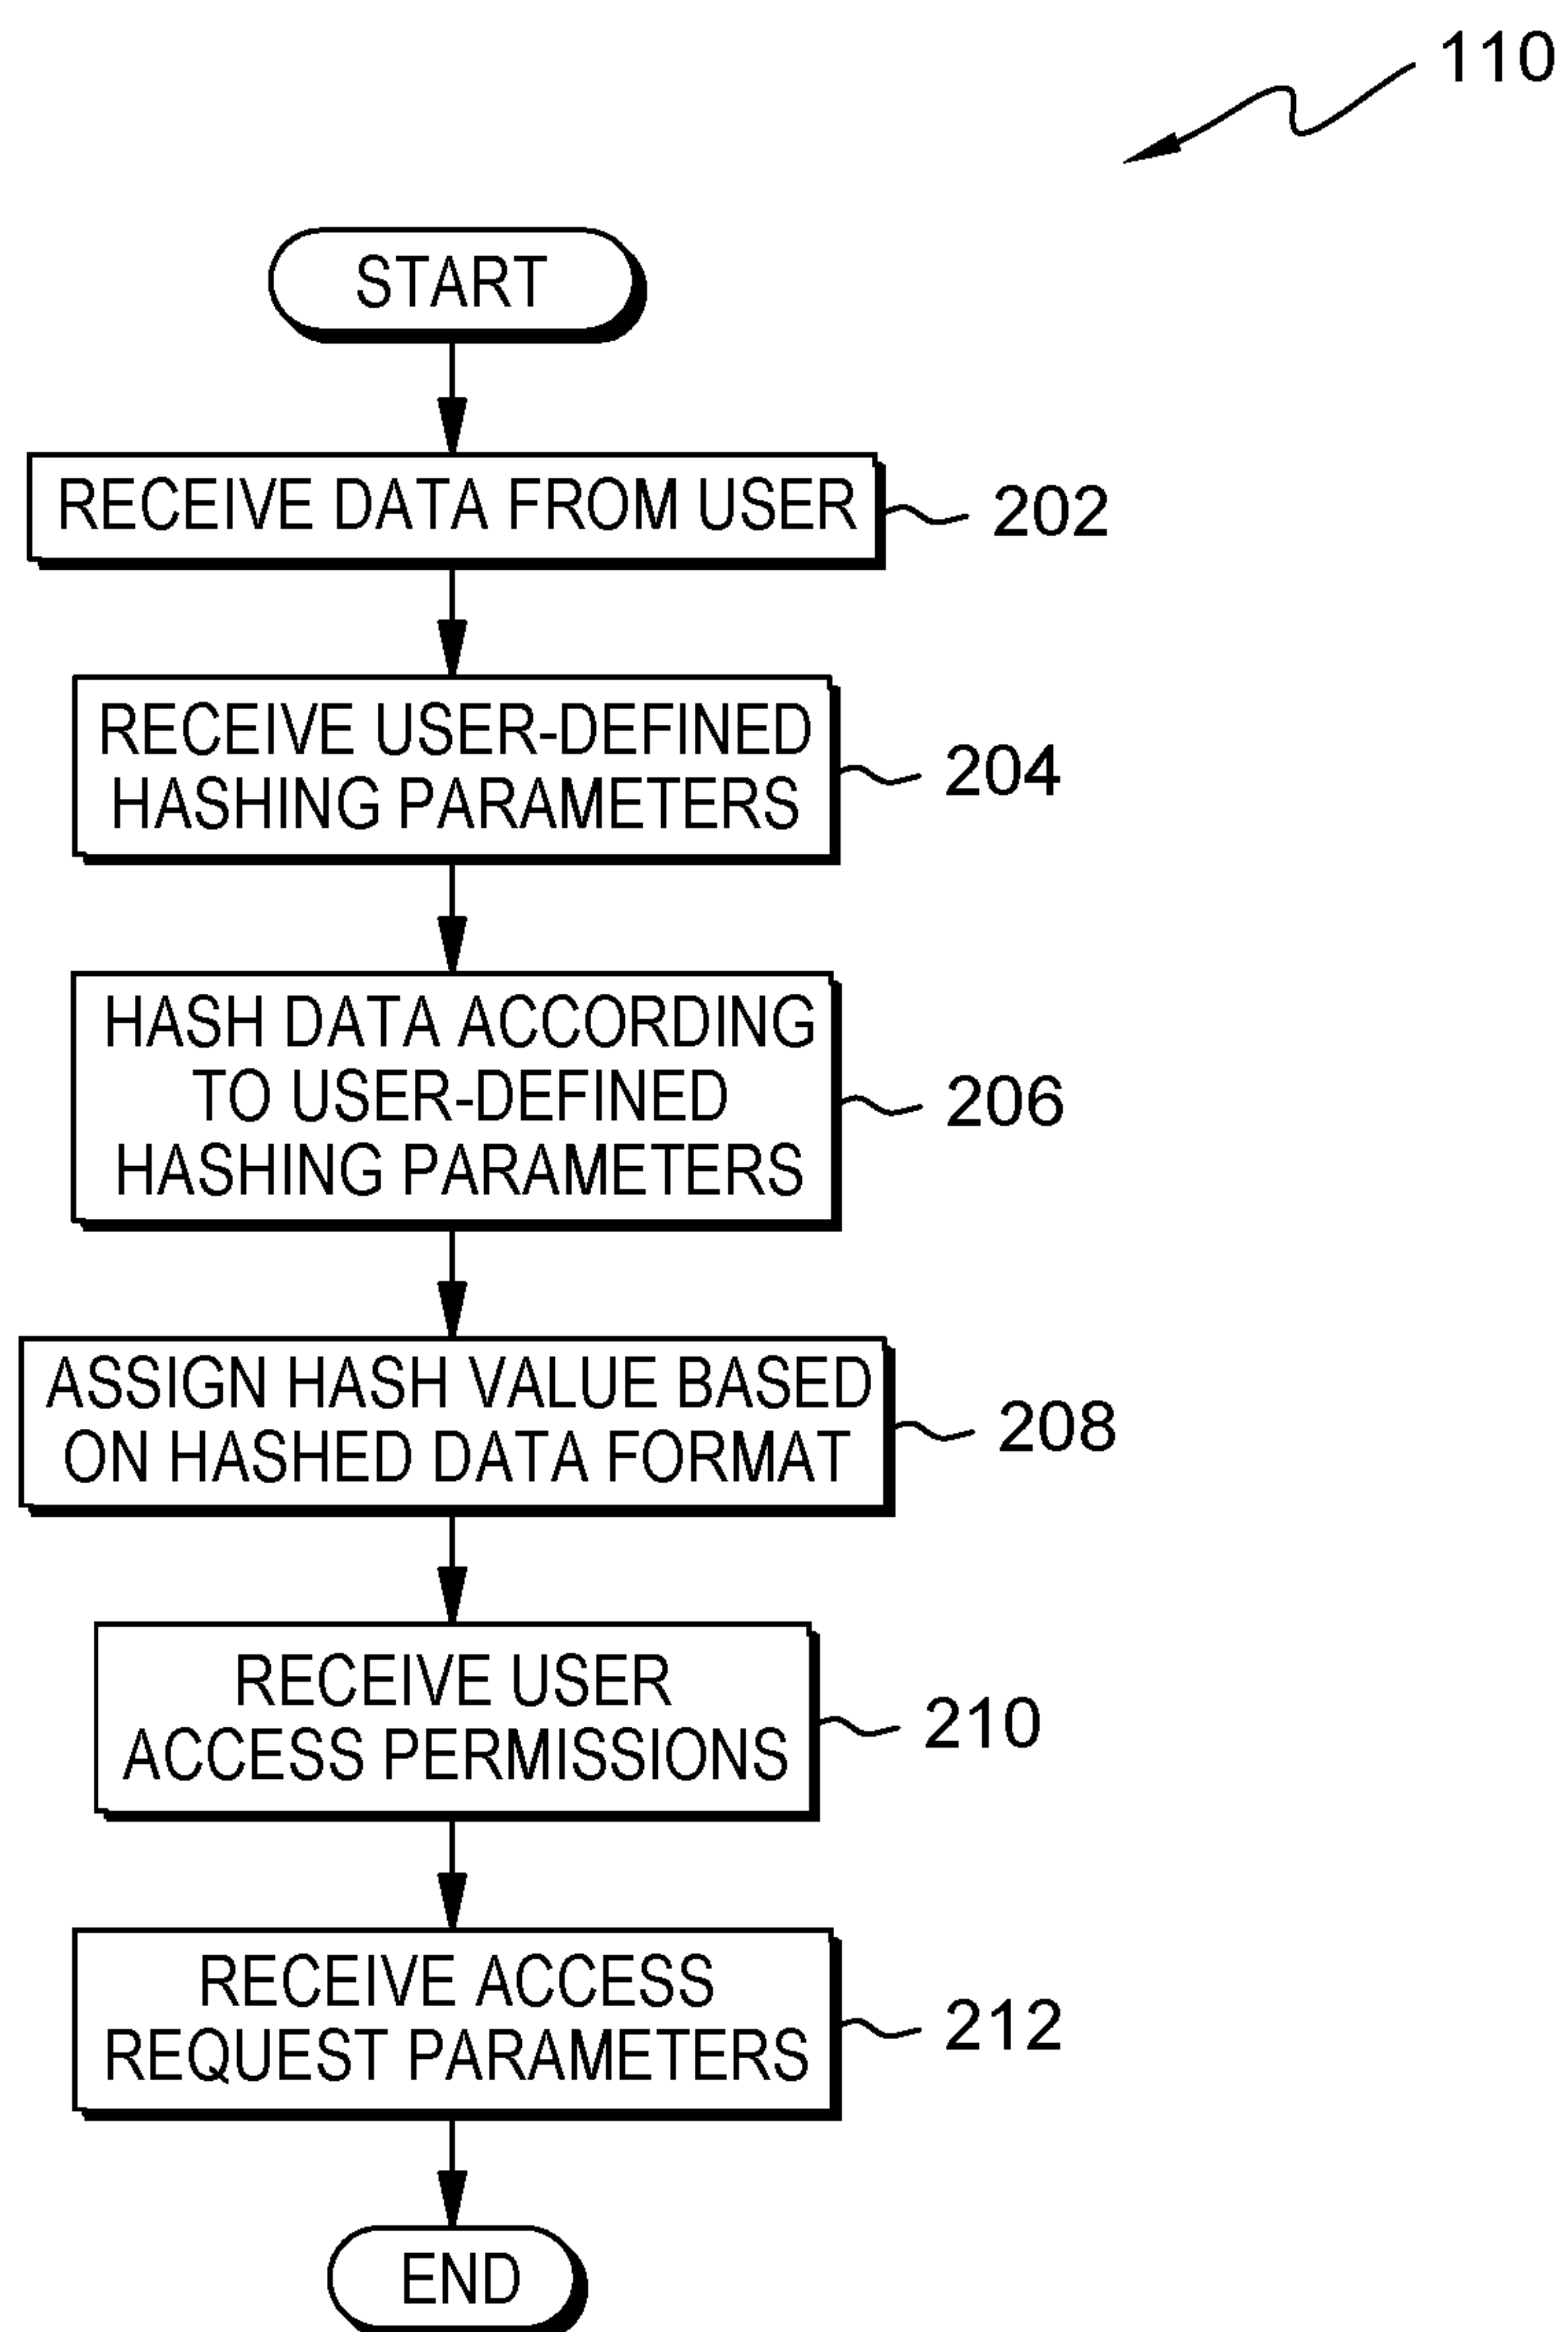 110
START
RECEIVE DATA FROM USER
202
RECEIVE USER-DEFINED
HASHING PARAMETERS
204
HASH DATA ACCORDING
TO USER-DEFINED
HASHING PARAMETERS
206
ASSIGN HASH VALUE BASED
ON HASHED DATA FORMAT
208
RECEIVE USER
ACCESS PERMISSIONS
210
RECEIVE ACCESS
REQUEST PARAMETERS
212
END